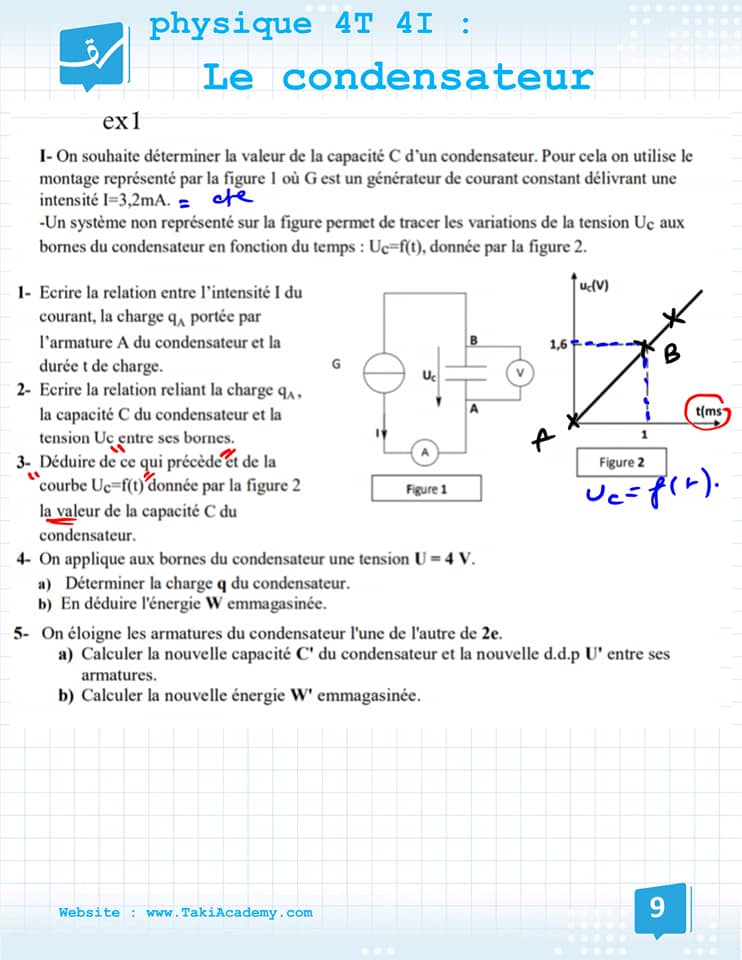 physique 4T 4I :
Le condensateur
ex1
I- On souhaite déterminer la valeur de la capacité C d'un condensateur. Pour cela on utilise le
montage représenté par la figure 1 où G est un générateur de courant constant délivrant une
intensité I=3,2mA. = cte
-Un système non représenté sur la figure permet de tracer les variations de la tension UC aux
bornes du condensateur en fonction du temps : UC=f(t), donnée par la figure 2.
1- Ecrire la relation entre l'intensité I du
courant, la charge qA portée par
l'armature A du condensateur et la
durée t de charge.
2- Ecrire la relation reliant la charge qA,
la capacité C du condensateur et la
tension Uc entre ses bornes.
3- Déduire de ce qui précède et de la
courbe UC=f(t) donnée par la figure 2
la valeur de la capacité C du
condensateur.
G
B
UC
V
A
I
A
Figure 1
uc(V)
1,6
B
t(ms)
A
1
Figure 2
Uc = f(t).
4- On applique aux bornes du condensateur une tension U = 4 V.
a) Déterminer la charge q du condensateur.
b) En déduire l'énergie W emmagasinée.
5- On éloigne les armatures du condensateur l'une de l'autre de 2e.
a) Calculer la nouvelle capacité C' du condensateur et la nouvelle d.d.p U' entre ses
armatures.
b) Calculer la nouvelle énergie W' emmagasinée.
Website : www.TakiAcademy.com
9